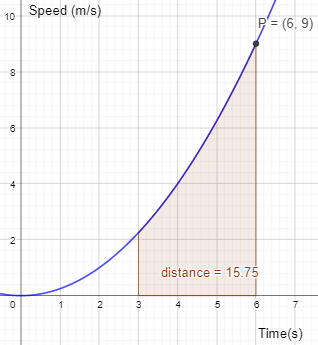 Speed (m/s)
P = (6, 9)
10
8
6
4
2
distance = 15.75
0 1 2 3 4 5 6 7
Time(s)